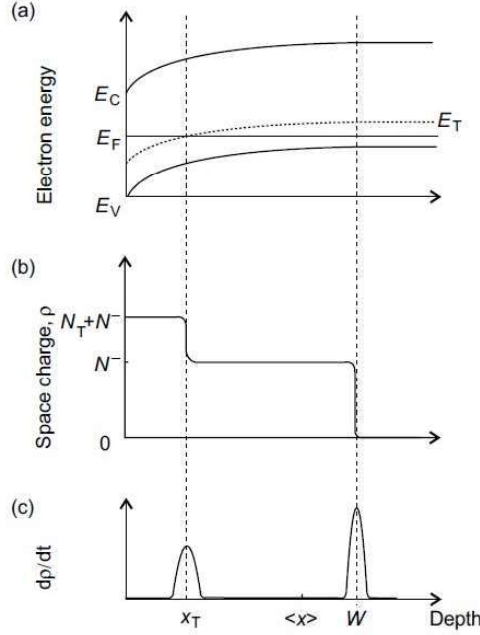 (a)
Electron energy
E_C
E_F
E_V
E_T
(b)
Space charge, ρ
N_T+N⁻
N⁻
0
(c)
dρ/dt
x_T
<x>
W
Depth